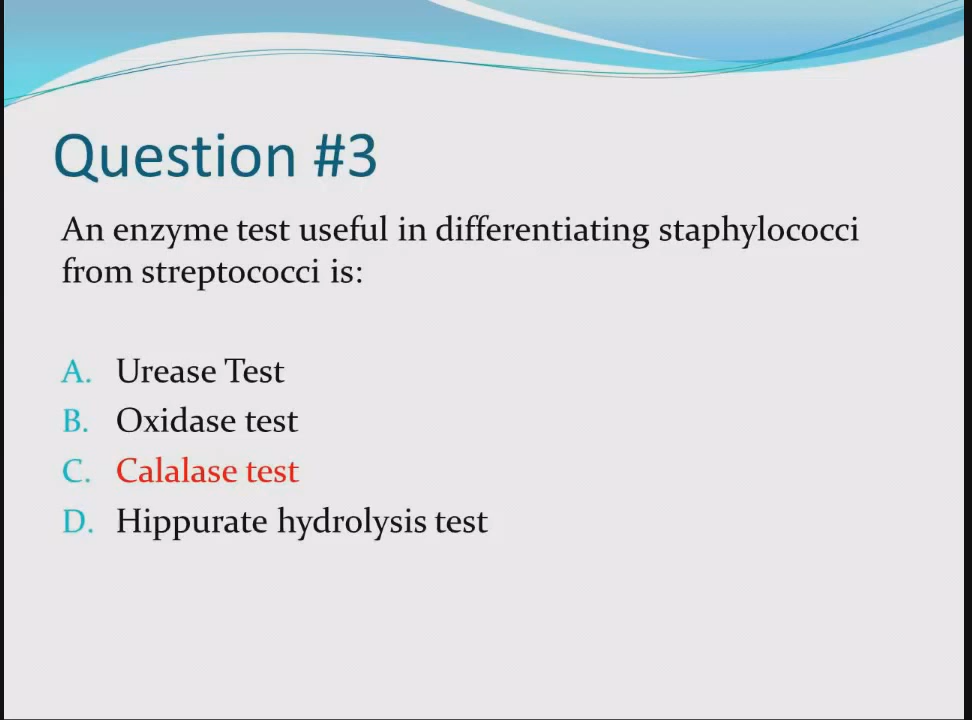 Question #3
An enzyme test useful in differentiating staphylococci
from streptococci is:
A. Urease Test
B. Oxidase test
C. Calalase test
D. Hippurate hydrolysis test